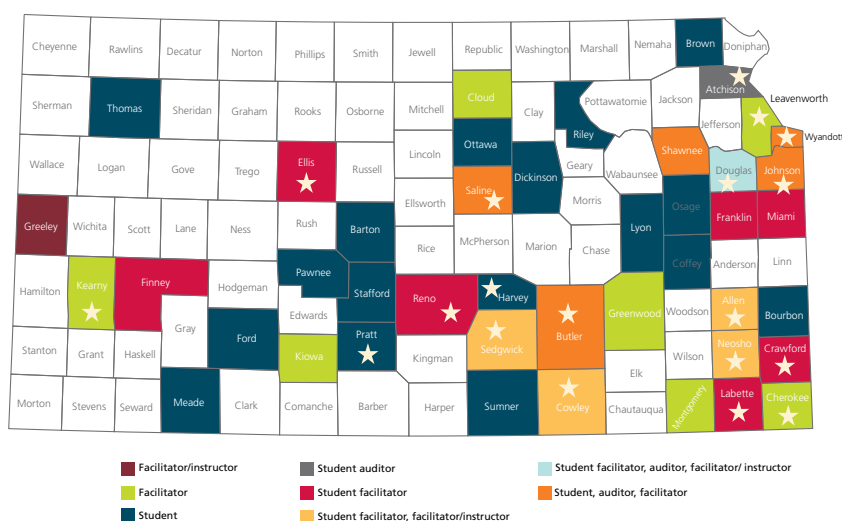 Cheyenne Rawlins Decatur Norton Phillips Smith Jewell Republic Washington Marshall Nemaha Brown Doniphan
Sherman Thomas Sheridan Graham Rooks Osborne Mitchell Cloud Clay Riley Pottawatomie Jackson Atchison Leavenworth
Jefferson Wyandott
Wallace Logan Gove Trego Ellis Russell Lincoln Ottawa Dickinson Geary Wabaunsee Shawnee Douglas Johnson
Saline Morris Osage
Greeley Wichita Scott Lane Ness Rush Barton Ellsworth McPherson Marion Chase Lyon Franklin Miami
Rice
Hamilton Kearny Finney Hodgeman Pawnee Stafford Reno Harvey Coffey Anderson Linn
Gray Ford Edwards Pratt Sedgwick Butler Greenwood Woodson Allen Bourbon
Stanton Grant Haskell Kiowa Kingman Elk Wilson Neosho Crawford
Morton Stevens Seward Meade Clark Comanche Barber Harper Sumner Cowley Chautauqua Montgomery Labette Cherokee
Facilitator/instructor
Facilitator
Student
Student auditor
Student facilitator
Student facilitator, facilitator/instructor
Student facilitator, auditor, facilitator/ instructor
Student, auditor, facilitator